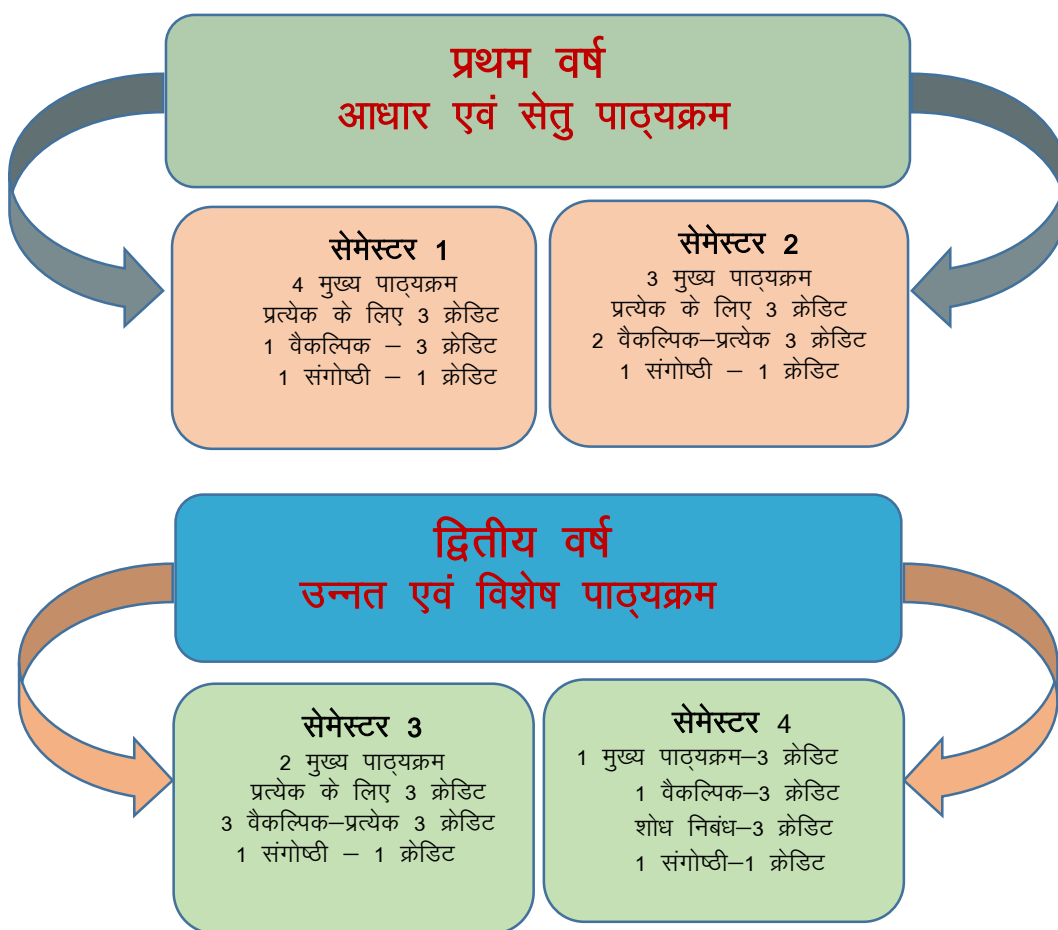 प्रथम वर्ष
आधार एवं सेतु पाठ्यक्रम
सेमेस्टर 1
4 मुख्य पाठ्यक्रम
प्रत्येक के लिए 3 क्रेडिट
1 वैकल्पिक – 3 क्रेडिट
1 संगोष्ठी – 1 क्रेडिट
सेमेस्टर 2
3 मुख्य पाठ्यक्रम
प्रत्येक के लिए 3 क्रेडिट
2 वैकल्पिक–प्रत्येक 3 क्रेडिट
1 संगोष्ठी – 1 क्रेडिट
द्वितीय वर्ष
उन्नत एवं विशेष पाठ्यक्रम
सेमेस्टर 3
2 मुख्य पाठ्यक्रम
प्रत्येक के लिए 3 क्रेडिट
3 वैकल्पिक–प्रत्येक 3 क्रेडिट
1 संगोष्ठी – 1 क्रेडिट
सेमेस्टर 4
1 मुख्य पाठ्यक्रम–3 क्रेडिट
1 वैकल्पिक–3 क्रेडिट
शोध निबंध–3 क्रेडिट
1 संगोष्ठी–1 क्रेडिट